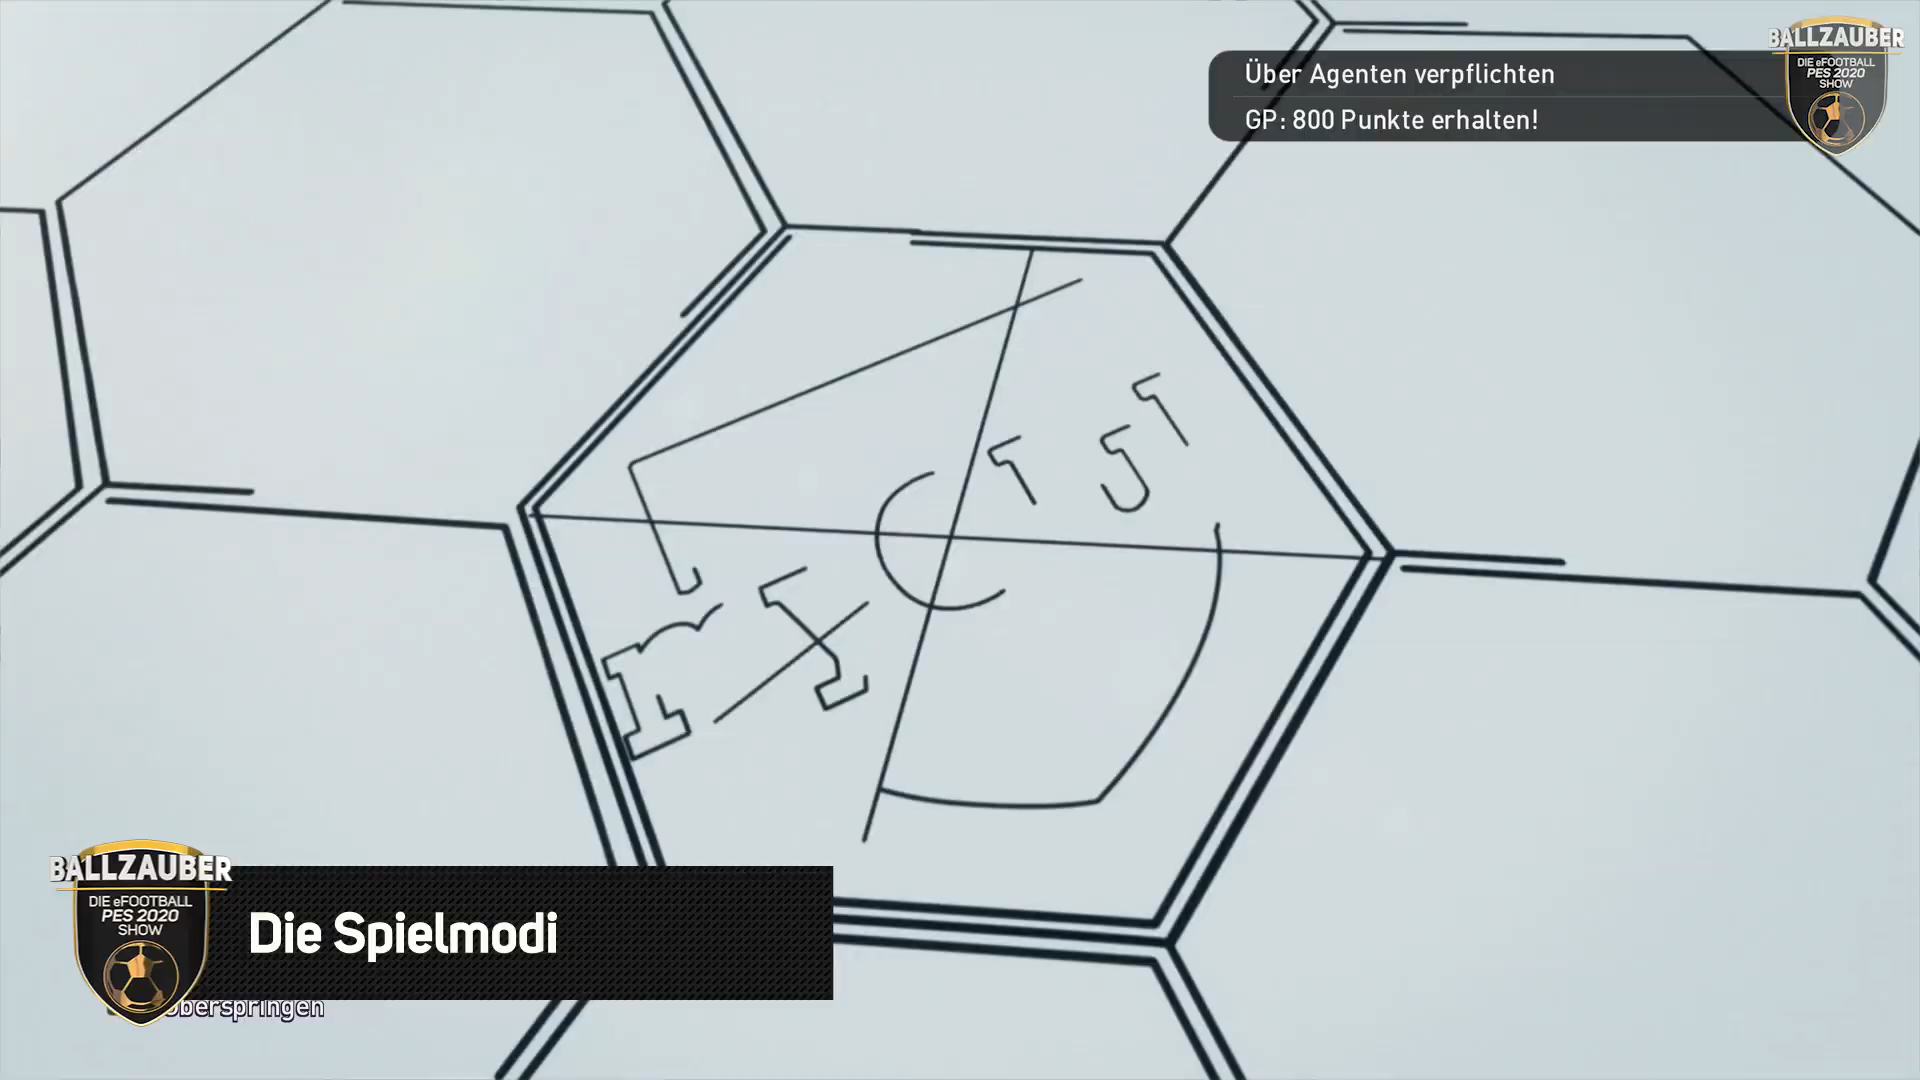 Über Agenten verpflichten
GP: 800 Punkte erhalten!
BALLZAUBER
DIE eFOOTBALL
PES 2020
SHOW
BALLZAUBER
DIE eFOOTBALL
PES 2020
SHOW
Die Spielmodi
berspringen